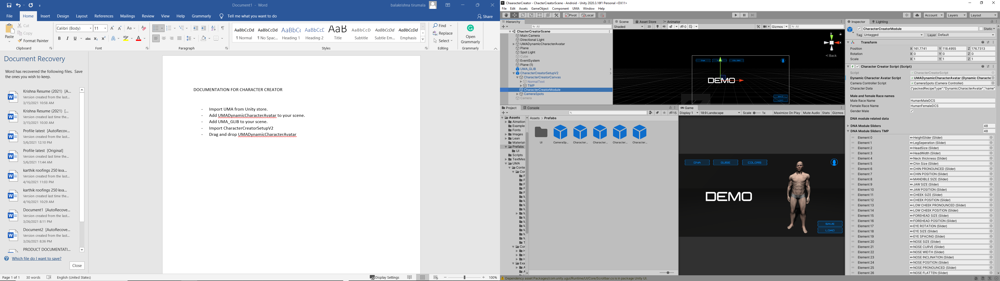 Document1 - Word
balakrishna tirumala
File Home Insert Design Layout References Mailings Review View Help Grammarly Tell me what you want to do Share
Paste
Cut
Copy
Format Painter
Clipboard
Calibri (Body) 11
Font
Paragraph
AaBbCcDd AaBbCcDd AaBbCc AaBbCcD AaB AaBbCcD AaBbCcDd AaBbCcDd
¶ Normal ¶ No Spac... Heading 1 Heading 2 Title Subtitle Subtle Em... Emphasis
Styles
Find
Replace
Select
Editing
Open Grammarly
Grammarly
Document Recovery
Word has recovered the following files. Save
the ones you wish to keep.
Krishna Resume (2021) [A...
Version created from the last...
3/15/2021 10:58 AM
Krishna Resume (2021) [...
Version created last time the...
3/15/2021 10:30 AM
Profile latest [AutoRecov...
Version created from the last...
5/6/2021 12:10 PM
Profile latest [Original]
Version created last time the...
5/6/2021 11:44 AM
karthik roofings 250 kva...
Version created from the last...
4/16/2021 11:03 PM
karthik roofings 250 kva...
Version created last time the...
4/16/2021 10:29 AM
Document1 [AutoRecove...
Version created from the last...
3/26/2021 8:11 PM
Document2 [AutoRecove...
Version created from the last...
3/26/2021 8:36 PM
PRODUCT DOCUMENTATI...
Which file do I want to save?
Close
DOCUMENTATION FOR CHARACTER CREATOR
- Import UMA from Unity store.
- Add UMADynamicCharacterAvatar to your scene.
- Add UMA_GLIB to your scene.
- Import CharacterCreatorSetupV2
- Drag and drop UMADynamicCharacterAvatar
Page 1 of 1 30 words English (United States)
Display Settings 100%
ChaaracterCreator - ChacterCreatorScene - Android - Unity 2020.3.16f1 Personal <DX11>
File Edit Assets GameObject Component UMA Window Help
Pivot Local
Account Layers Layout
Hierarchy
All
ChacterCreatorScene
Main Camera
Directional Light
UMADynamicCharacterAvatar
Plane
Spot Light
Cube
EventSystem
Plane (1)
UMA_GLIB
CharacterCreatorSetupV2
CharacterCreatorCanvas
NormalText
TMP
CharacterCreatorModule
CameraSpots
Camera
Scene Asset Store Animator
Shaded 2D 0 Gizmos All
y
x
Back
DEMO
Project Console
15
Assets
Aimation
Example
Fonts
Images
Lean
Material
Prefabs
UI
Scripts
TextMes
UMA
Conte
Cor
Cor
Exa
Assets > Prefabs
UI CameraSp... Character... Character... Character... Character...
Game
Display 1 18:9 Landscape Scale 1x Maximize On Play Mute Audio Stats Gizmos
DNA GUISE COLORS
DEMO
SAVE
LOAD
Inspector Lighting
CharacterCreatorModule Static
Tag Untagged Layer Default
Transform
Position X 161.7741 Y 118.4955 Z 176.7313
Rotation X 0 Y 0 Z 0
Scale X 1 Y 1 Z 1
Character Creator Script (Script)
Script CharacterCreatorScript
Dynamic Character Avatar Script UMADynamicCharacterAvatar (Dynamic Characte
Camera Controller Script CameraSpots (Camera Controller)
Character Data {"packedRecipeType":"DynamicCharacterAvatar","name"
Male and female Race names
Male Race Name HumanMaleDCS
Female Race Name HumanFemaleDCS
Gender Male
DNA module related data
DNA Module Sliders 48
DNA Module Sliders TMP 48
Element 0 HeightSlider (Slider)
Element 1 LegSeperation (Slider)
Element 2 HeadSize (Slider)
Element 3 HeadWidth (Slider)
Element 4 Neck thickness (Slider)
Element 5 Chin Size (Slider)
Element 6 CHIN PRONOUNCED (Slider)
Element 7 CHIN POSITION (Slider)
Element 8 MANDIBLE SIZE (Slider)
Element 9 JAW SIZE (Slider)
Element 10 JAW POSITION (Slider)
Element 11 CHEEK SIZE (Slider)
Element 12 CHEEK POSITION (Slider)
Element 13 LOW CHEEK PRONOUNCED (Slider)
Element 14 LOW CHEEK POSITION (Slider)
Element 15 FOREHEAD SIZE (Slider)
Element 16 FOREHEAD POSITION (Slider)
Element 17 EYE ROTATION (Slider)
Element 18 EYE SIZE (Slider)
Element 19 EYE SPACING (Slider)
Element 20 NOSE SIZE (Slider)
Element 21 NOSE CURVE (Slider)
Element 22 NOSE WIDTH (Slider)
Element 23 NOSE INCLINATION (Slider)
Element 24 NOSE POSITION (Slider)
Element 25 NOSE PRONOUNCED (Slider)
Element 26 NOSE FLATTEN (Slider)
Dependency asset Packages/com.unity.ugui/Runtime/UI/Core/Scrollbar.cs is in package Unity UI.